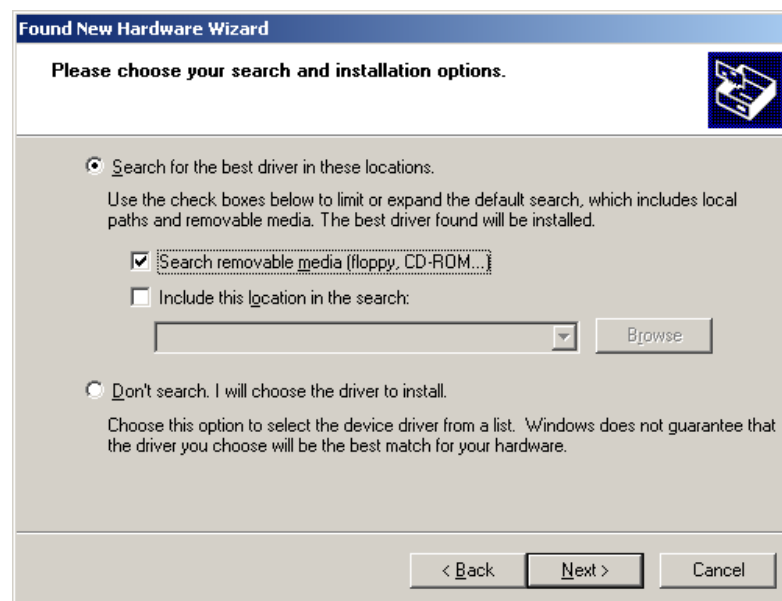 Found New Hardware Wizard
Please choose your search and installation options.
Search for the best driver in these locations.
Use the check boxes below to limit or expand the default search, which includes local
paths and removable media. The best driver found will be installed.
Search removable media (floppy, CD-ROM...)
Include this location in the search:
Browse
Don't search. I will choose the driver to install.
Choose this option to select the device driver from a list.  Windows does not guarantee that
the driver you choose will be the best match for your hardware.
< Back
Next >
Cancel